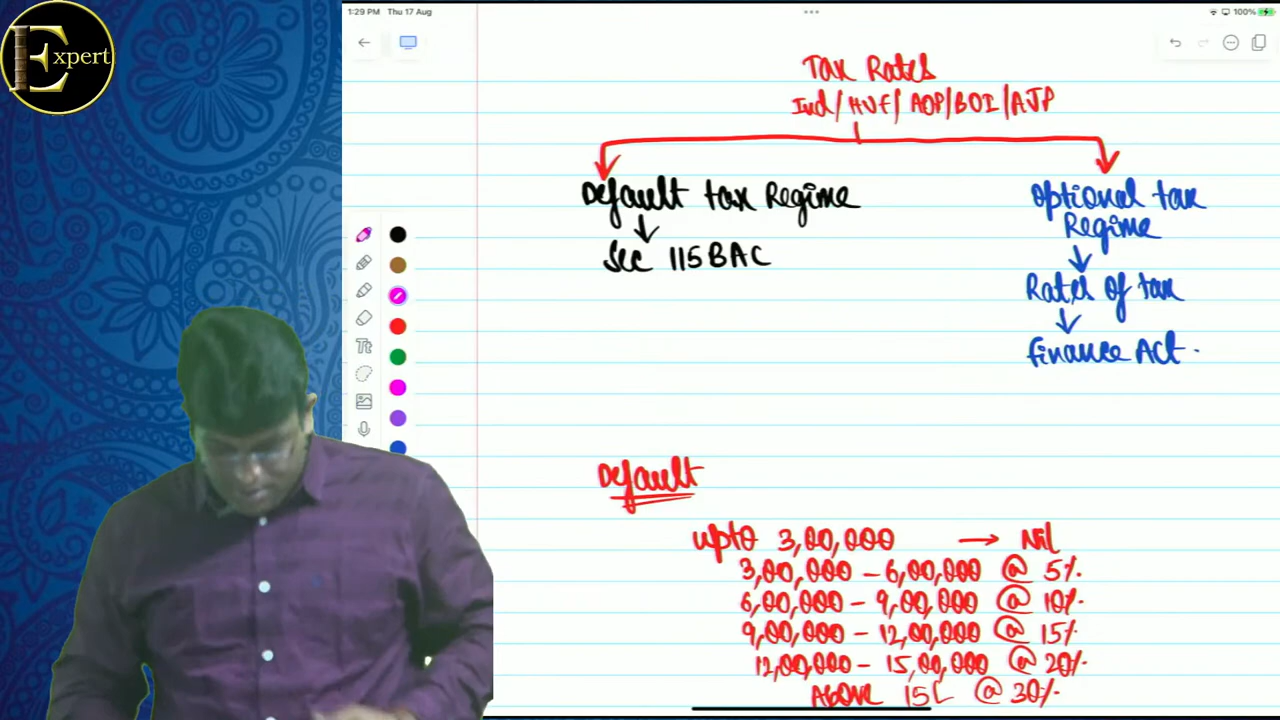 Expert
1:29 PM Thu 17 Aug
100%
Tax Rates
Ind/HUF/AOP/BOI/AJP
Default tax Regime
Sec 115BAC
Optional tax
Regime
Rates of tax
Finance Act.
Default
upto 3,00,000 → Nil
3,00,000 – 6,00,000 @ 5%
6,00,000 – 9,00,000 @ 10%
9,00,000 – 12,00,000 @ 15%
12,00,000 – 15,00,000 @ 20%
Above 15L @ 30%